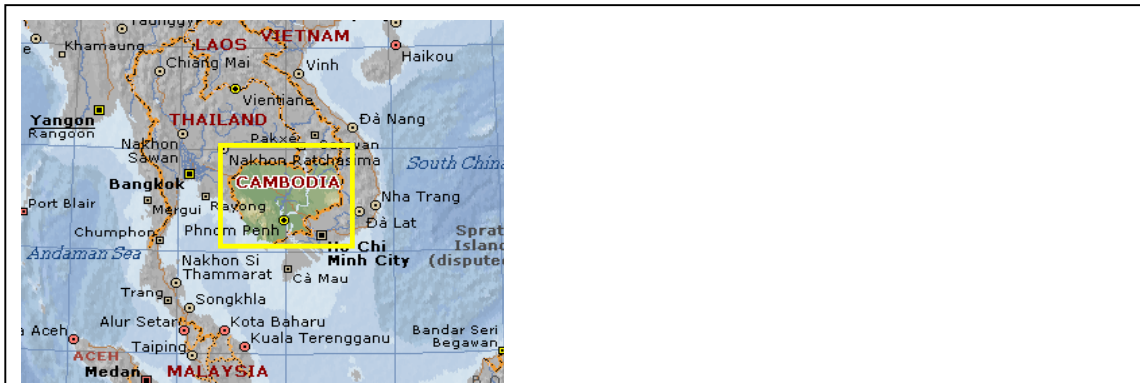 VIETNAM
Khamaung
LAOS
Haikou
Chiang Mai
Vinh
Vientiane
Yangon
Rangoon
THAILAND
Đà Nang
Nakhon
Sawan
Pakxé
Nakhon Ratchasima
South China
Bangkok
CAMBODIA
Port Blair
Mergui
Rayong
Nha Trang
Chumphon
Phnom Penh
Đà Lat
Sprat
Island
(dispute
Ho Chi
Minh City
Andaman Sea
Nakhon Si
Thammarat
Cà Mau
Trang
Songkhla
Aceh
Alur Setar
Kota Baharu
Bandar Seri
Begawan
Kuala Terengganu
Taiping
ACEH
Medan
MALAYSIA